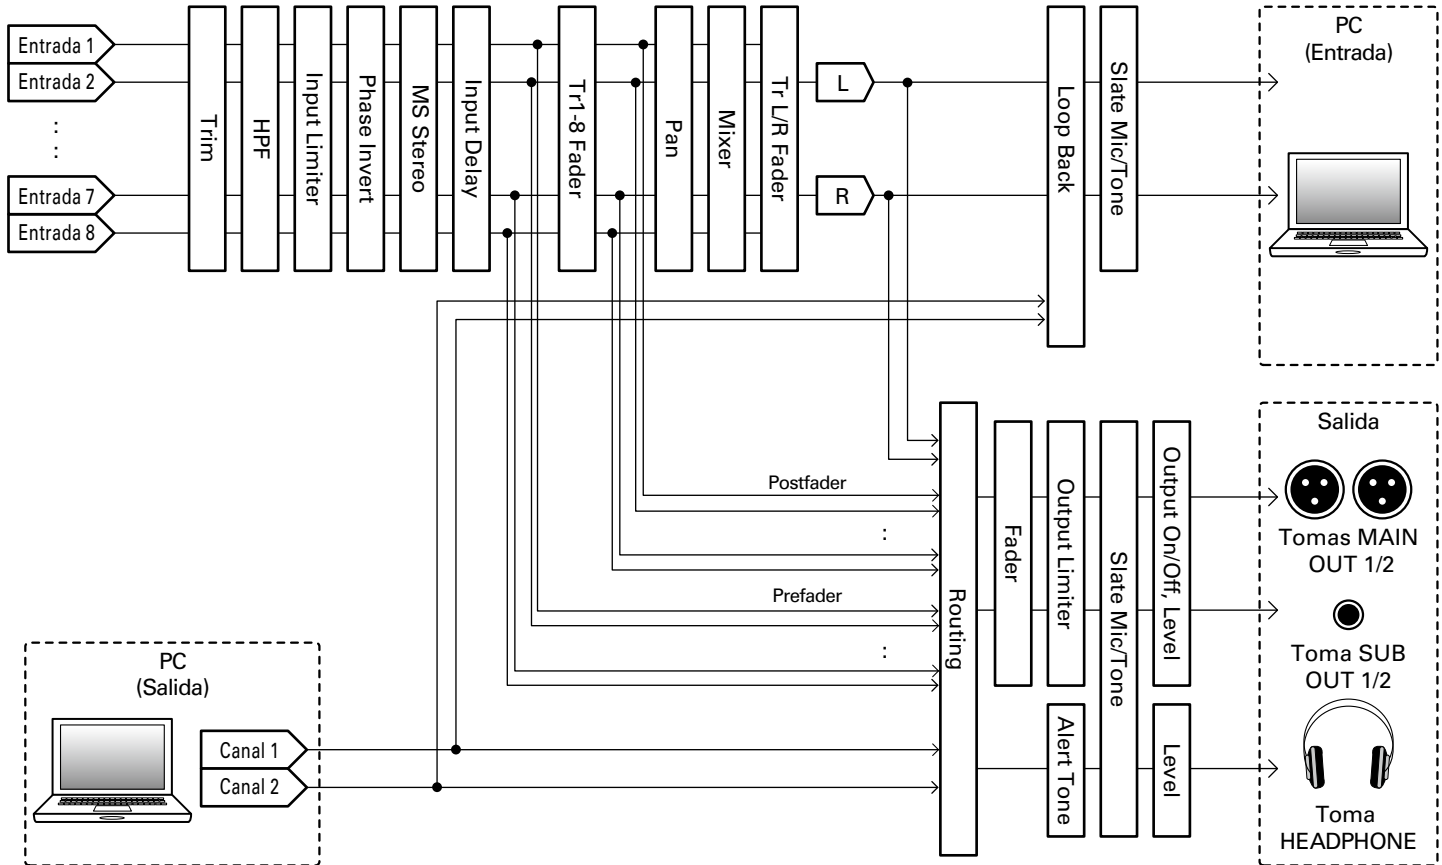 Entrada 1
Entrada 2
:
:
Entrada 7
Entrada 8
Trim
HPF
Input Limiter
Phase Invert
MS Stereo
Input Delay
Tr1-8 Fader
Pan
Mixer
Tr L/R Fader
L
R
Loop Back
Slate Mic/Tone
PC
(Entrada)
Postfader
:
Prefader
:
Routing
Fader
Output Limiter
Alert Tone
Slate Mic/Tone
Output On/Off, Level
Level
Salida
Tomas MAIN
OUT 1/2
Toma SUB
OUT 1/2
Toma
HEADPHONE
PC
(Salida)
Canal 1
Canal 2